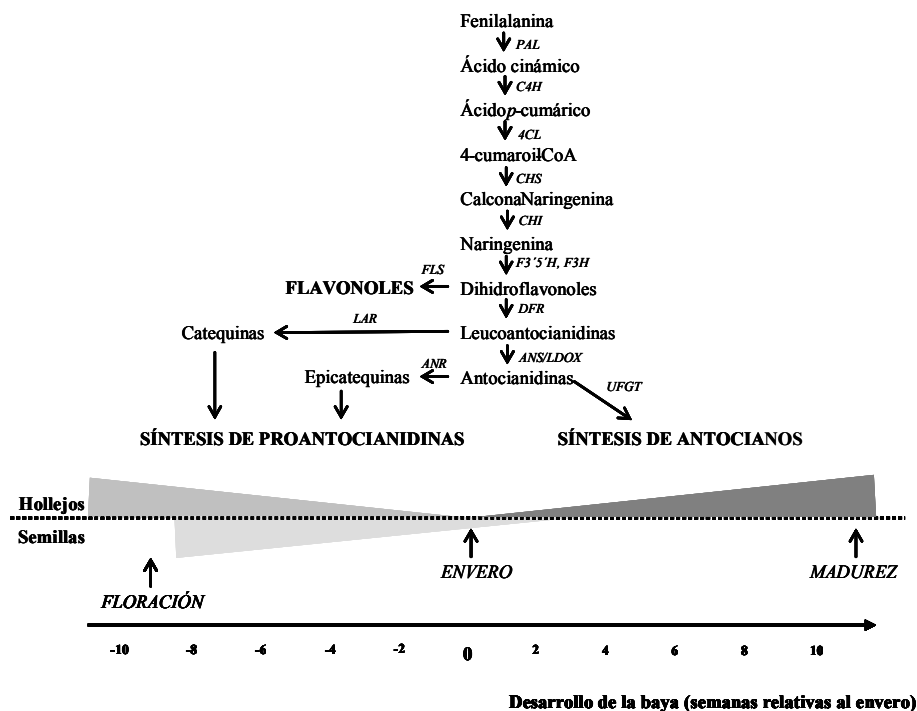 Fenilalanina
PAL
Ácido cinámico
C4H
Ácido p-cumárico
4CL
4-cumaroil-CoA
CHS
CalconaNaringenina
CHI
Naringenina
F3´5´H, F3H
FLS
FLAVONOLES
Dihidroflavonoles
DFR
LAR
Catequinas
Leucoantocianidinas
ANS/LDOX
Epicatequinas
ANR
Antocianidinas
UFGT
SÍNTESIS DE PROANTOCIANIDINAS
SÍNTESIS DE ANTOCIANOS
Hollejos
Semillas
FLORACIÓN
ENVERO
MADUREZ
-10 -8 -6 -4 -2 0 2 4 6 8 10
Desarrollo de la baya (semanas relativas al envero)